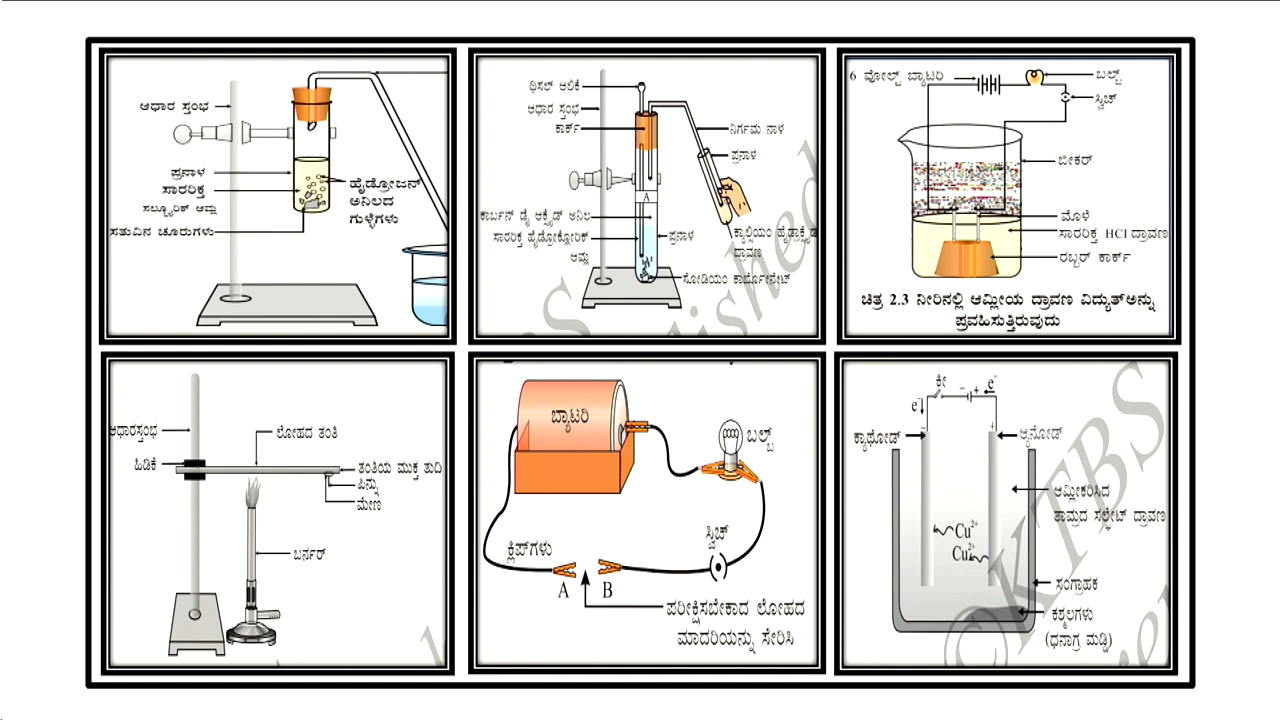 ಆಧಾರ ಸ್ತಂಭ
ಪ್ರನಾಳ
ಸಾರರಿಕ್ತ
ಸಲ್ಫ್ಯೂರಿಕ್ ಆಮ್ಲ
ಸತುವಿನ ಚೂರುಗಳು
ಹೈಡ್ರೋಜನ್
ಅನಿಲದ
ಗುಳ್ಳೆಗಳು
ಥಿಸಲ್ ಆಲಿಕೆ
ಆಧಾರ ಸ್ತಂಭ
ಕಾರ್ಕ್
ನಿರ್ಗಮ ನಾಳ
ಪ್ರನಾಳ
A
ಕಾರ್ಬನ್ ಡೈ ಆಕ್ಸೈಡ್ ಅನಿಲ
ಸಾರರಿಕ್ತ ಹೈಡ್ರೋಕ್ಲೋರಿಕ್
ಆಮ್ಲ
ಪ್ರನಾಳ
ಕ್ಯಾಲ್ಸಿಯಂ ಹೈಡ್ರಾಕ್ಸೈಡ್
ದ್ರಾವಣ
ಸೋಡಿಯಂ ಕಾರ್ಬೋನೇಟ್
6 ವೋಲ್ಟ್ ಬ್ಯಾಟರಿ
ಬಲ್ಬ್
ಸ್ವಿಚ್
ಬೀಕರ್
ಮೊಳೆ
ಸಾರರಿಕ್ತ HCl ದ್ರಾವಣ
ರಬ್ಬರ್ ಕಾರ್ಕ್
ಚಿತ್ರ 2.3 ನೀರಿನಲ್ಲಿ ಆಮ್ಲೀಯ ದ್ರಾವಣ ವಿದ್ಯುತ್‌ಅನ್ನು
ಪ್ರವಹಿಸುತ್ತಿರುವುದು
ಆಧಾರಸ್ತಂಭ
ಹಿಡಿಕೆ
ಲೋಹದ ತಂತಿ
ತಂತಿಯ ಮುಕ್ತ ತುದಿ
ಪಿನ್ನು
ಮೇಣ
ಬರ್ನರ್
ಬ್ಯಾಟರಿ
ಬಲ್ಬ್
ಸ್ವಿಚ್
ಕ್ಲಿಪ್‌ಗಳು
A B
ಪರೀಕ್ಷಿಸಬೇಕಾದ ಲೋಹದ
ಮಾದರಿಯನ್ನು ಸೇರಿಸಿ
ಕೀ
− + e⁻
e⁻
ಕ್ಯಾಥೋಡ್
− +
ಆ್ಯನೋಡ್
ಆಮ್ಲೀಕರಿಸಿದ
ತಾಮ್ರದ ಸಲ್ಫೇಟ್ ದ್ರಾವಣ
Cu²⁺
Cu²⁺
ಸಂಗ್ರಾಹಕ
ಕಶ್ಮಲಗಳು
(ಧನಾಗ್ರ ಮಡ್ಡಿ)
©KTBS